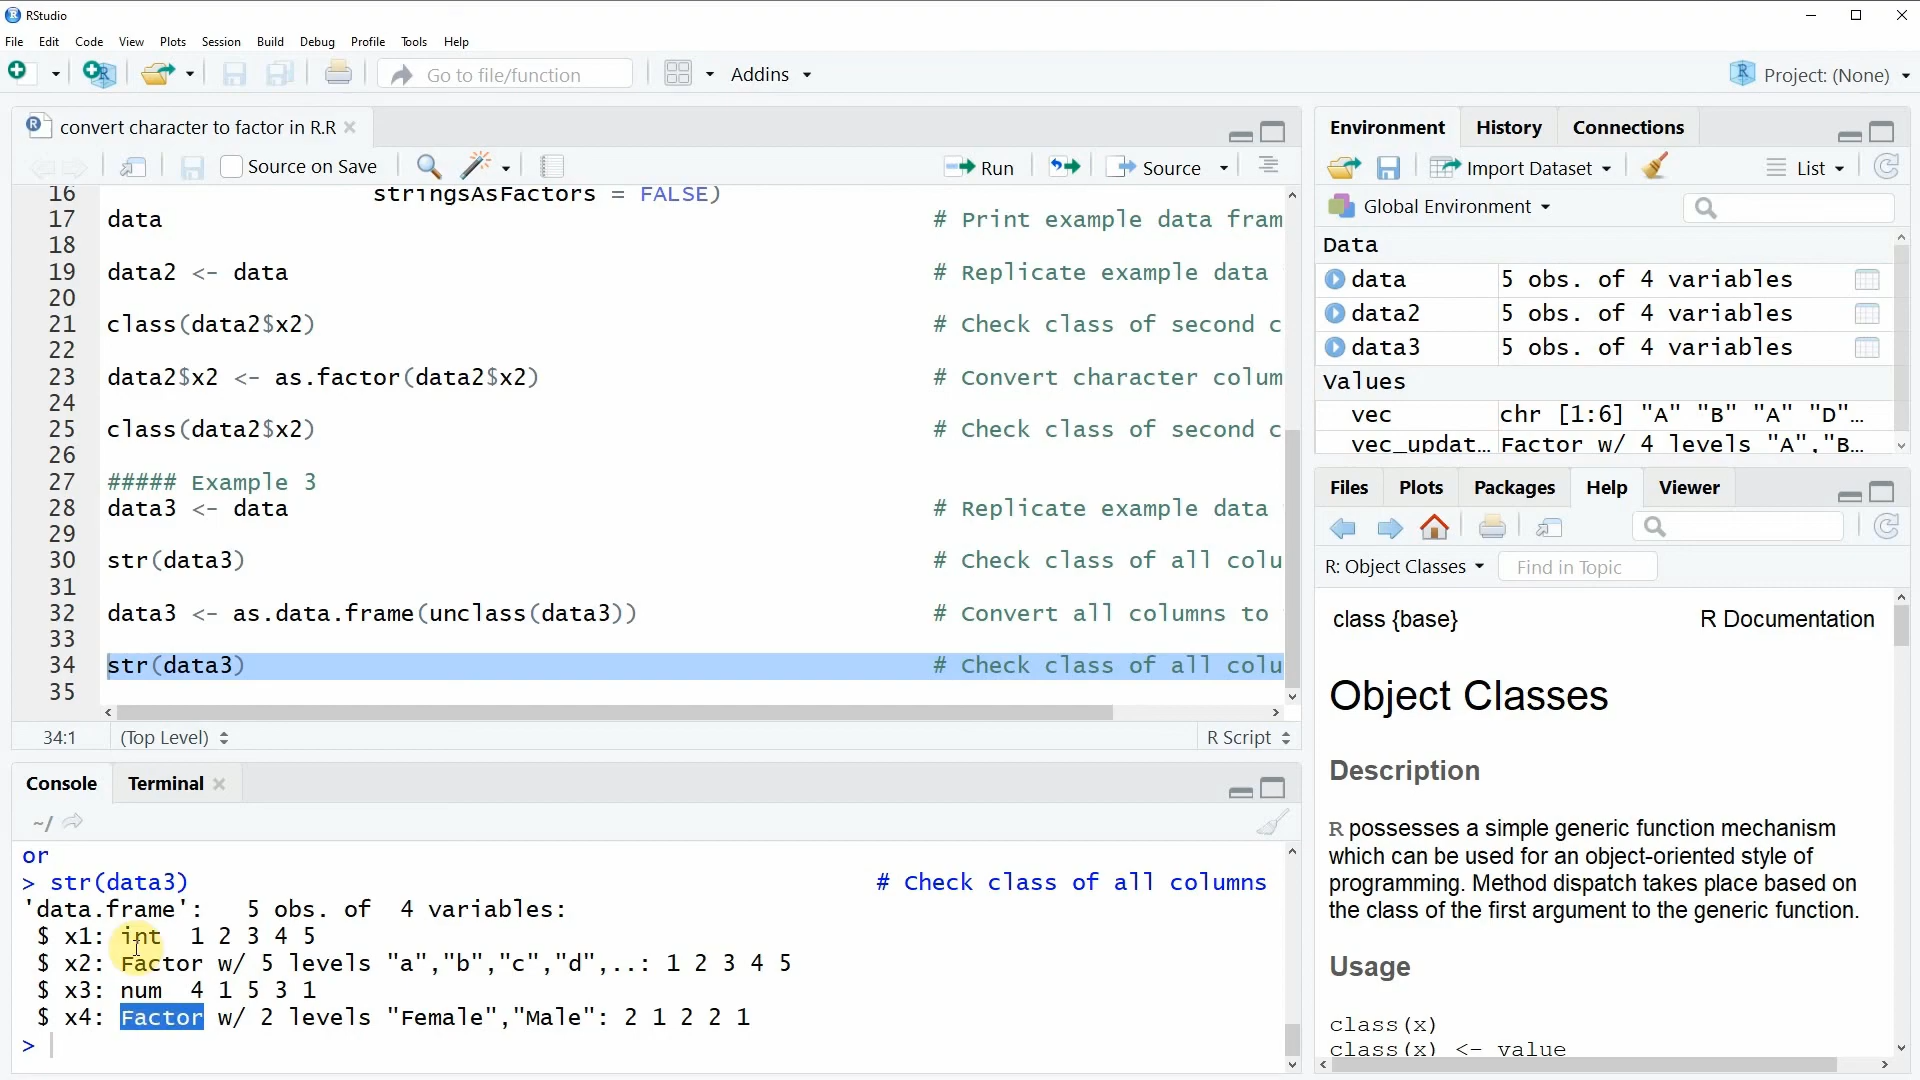 RStudio
File Edit Code View Plots Session Build Debug Profile Tools Help
Go to file/function
Addins
Project: (None)
convert character to factor in R.R
Source on Save
Run
Source
16 stringsAsFactors = FALSE)
17 data # Print example data fram
18
19 data2 <- data # Replicate example data
20
21 class(data2$x2) # Check class of second c
22
23 data2$x2 <- as.factor(data2$x2) # Convert character colum
24
25 class(data2$x2) # Check class of second c
26
27 ##### Example 3
28 data3 <- data # Replicate example data
29
30 str(data3) # Check class of all colu
31
32 data3 <- as.data.frame(unclass(data3)) # Convert all columns to
33
34 str(data3) # Check class of all colu
35
34:1 (Top Level) R Script
Console Terminal
~/
or
> str(data3) # Check class of all columns
'data.frame': 5 obs. of 4 variables:
$ x1: int 1 2 3 4 5
$ x2: Factor w/ 5 levels "a","b","c","d",..: 1 2 3 4 5
$ x3: num 4 1 5 3 1
$ x4: Factor w/ 2 levels "Female","Male": 2 1 2 2 1
>
Environment History Connections
Import Dataset List
Global Environment
Data
data 5 obs. of 4 variables
data2 5 obs. of 4 variables
data3 5 obs. of 4 variables
Values
vec chr [1:6] "A" "B" "A" "D"…
vec_updat… Factor w/ 4 levels "A","B…
Files Plots Packages Help Viewer
R: Object Classes Find in Topic
class {base} R Documentation
Object Classes
Description
R possesses a simple generic function mechanism
which can be used for an object-oriented style of
programming. Method dispatch takes place based on
the class of the first argument to the generic function.
Usage
class(x)
class(x) <- value